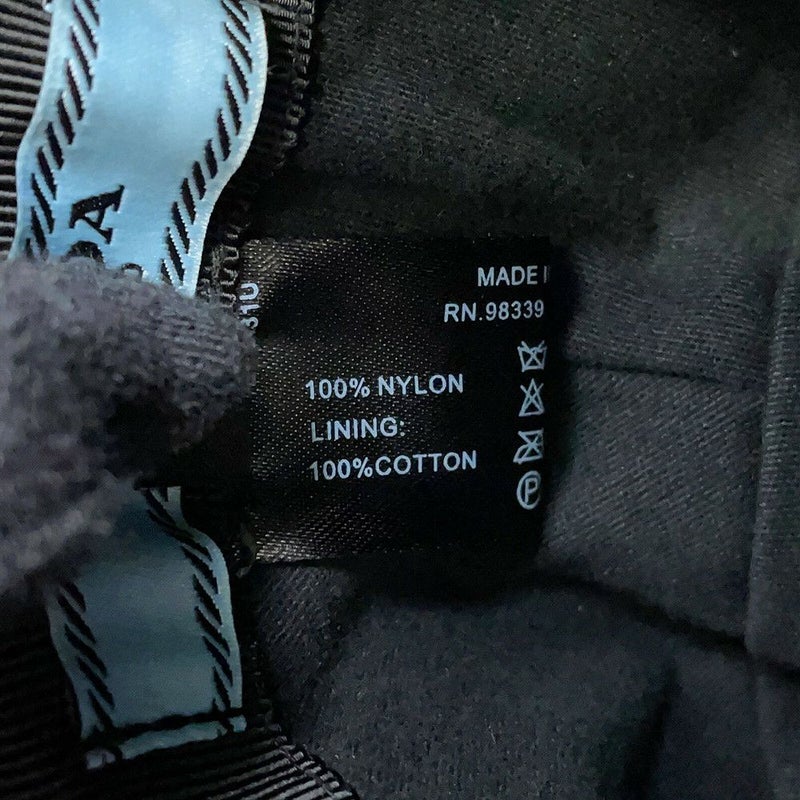 MADE I
RN.98339
100% NYLON
LINING:
100%COTTON
P